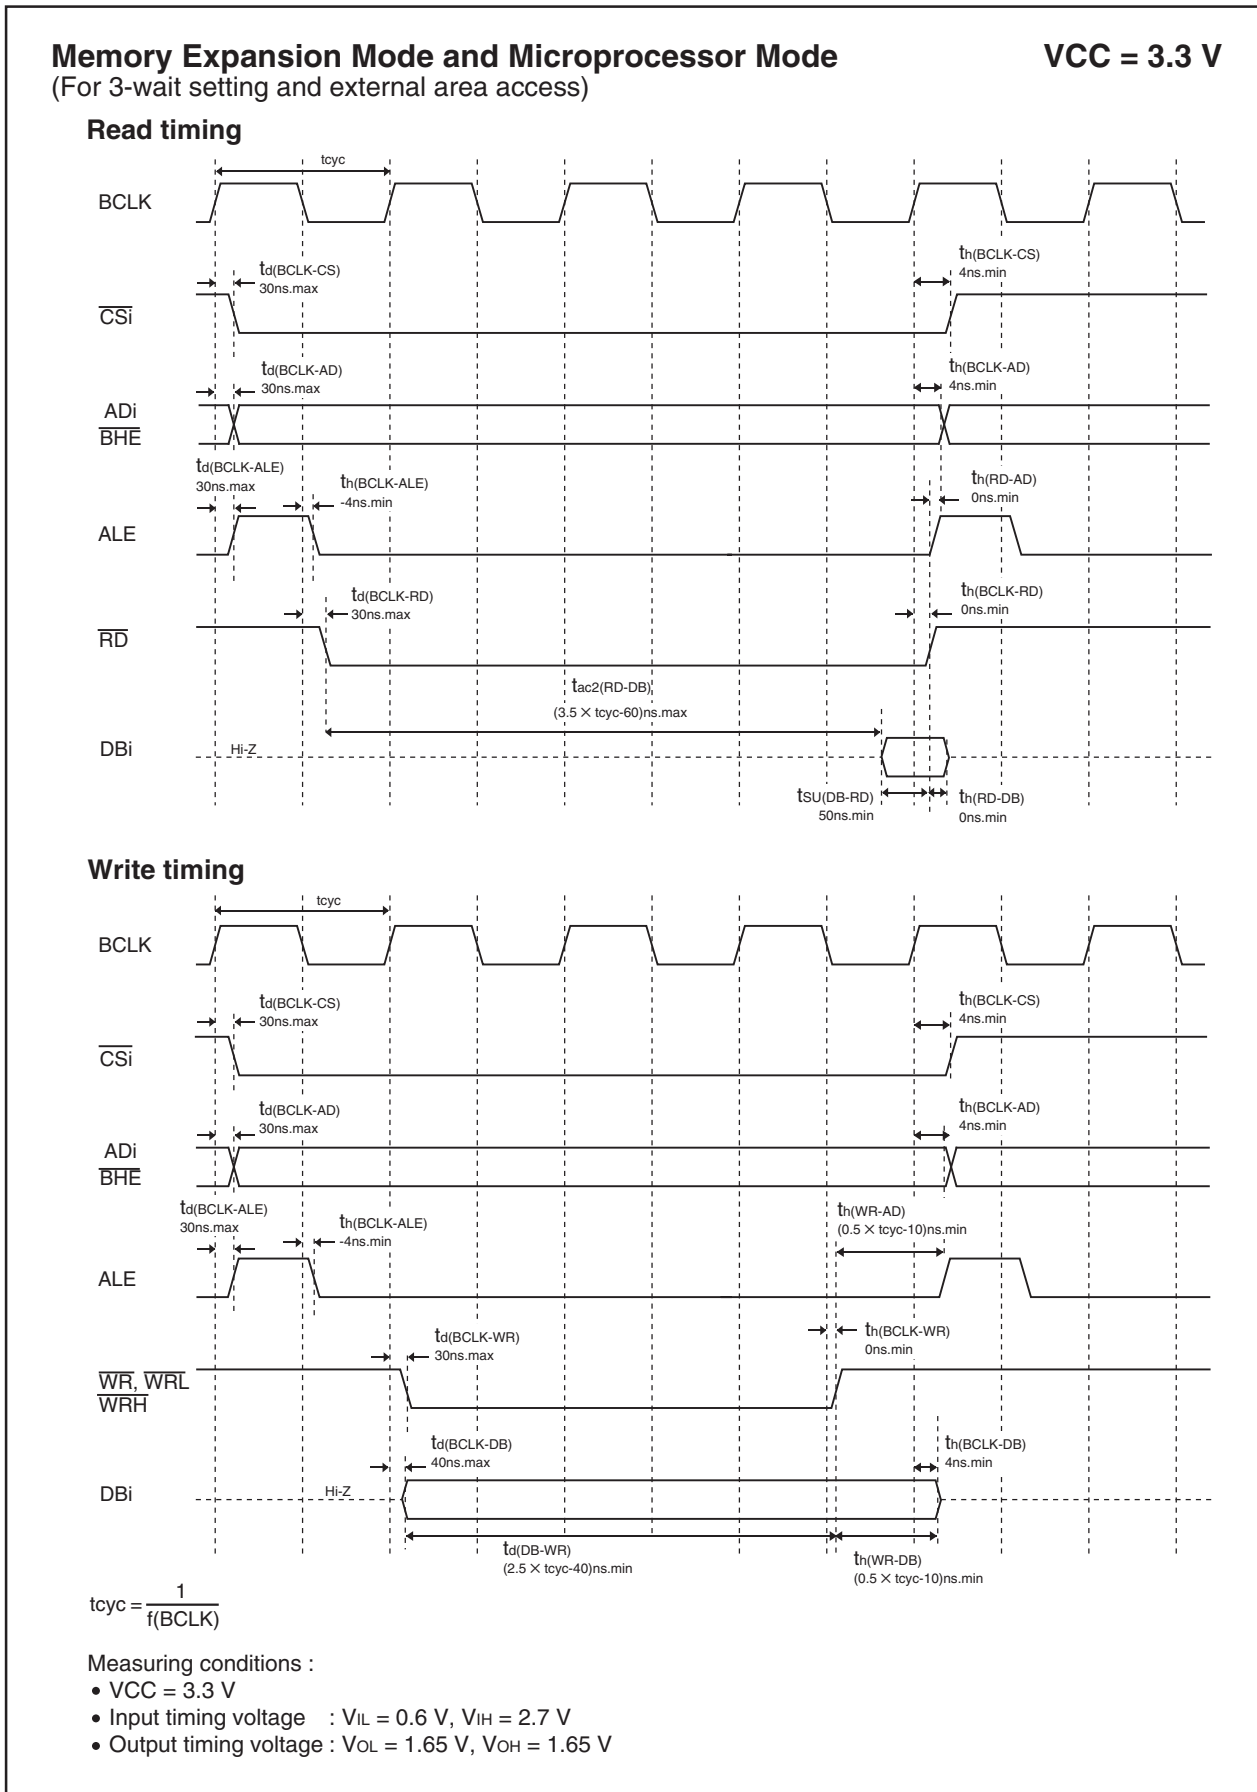 Memory Expansion Mode and Microprocessor Mode VCC = 3.3 V
(For 3-wait setting and external area access)
Read timing
tcyc
BCLK
td(BCLK-CS)
30ns.max
th(BCLK-CS)
4ns.min
CSi
td(BCLK-AD)
30ns.max
th(BCLK-AD)
4ns.min
ADi
BHE
td(BCLK-ALE)
30ns.max
th(BCLK-ALE)
-4ns.min
th(RD-AD)
0ns.min
ALE
td(BCLK-RD)
30ns.max
th(BCLK-RD)
0ns.min
RD
tac2(RD-DB)
(3.5 × tcyc-60)ns.max
DBi
Hi-Z
tSU(DB-RD)
50ns.min
th(RD-DB)
0ns.min
Write timing
tcyc
BCLK
td(BCLK-CS)
30ns.max
th(BCLK-CS)
4ns.min
CSi
td(BCLK-AD)
30ns.max
th(BCLK-AD)
4ns.min
ADi
BHE
td(BCLK-ALE)
30ns.max
th(BCLK-ALE)
-4ns.min
th(WR-AD)
(0.5 × tcyc-10)ns.min
ALE
td(BCLK-WR)
30ns.max
th(BCLK-WR)
0ns.min
WR, WRL
WRH
td(BCLK-DB)
40ns.max
th(BCLK-DB)
4ns.min
DBi
Hi-Z
td(DB-WR)
(2.5 × tcyc-40)ns.min
th(WR-DB)
(0.5 × tcyc-10)ns.min
tcyc = 1
f(BCLK)
Measuring conditions :
• VCC = 3.3 V
• Input timing voltage : VIL = 0.6 V, VIH = 2.7 V
• Output timing voltage : VOL = 1.65 V, VOH = 1.65 V